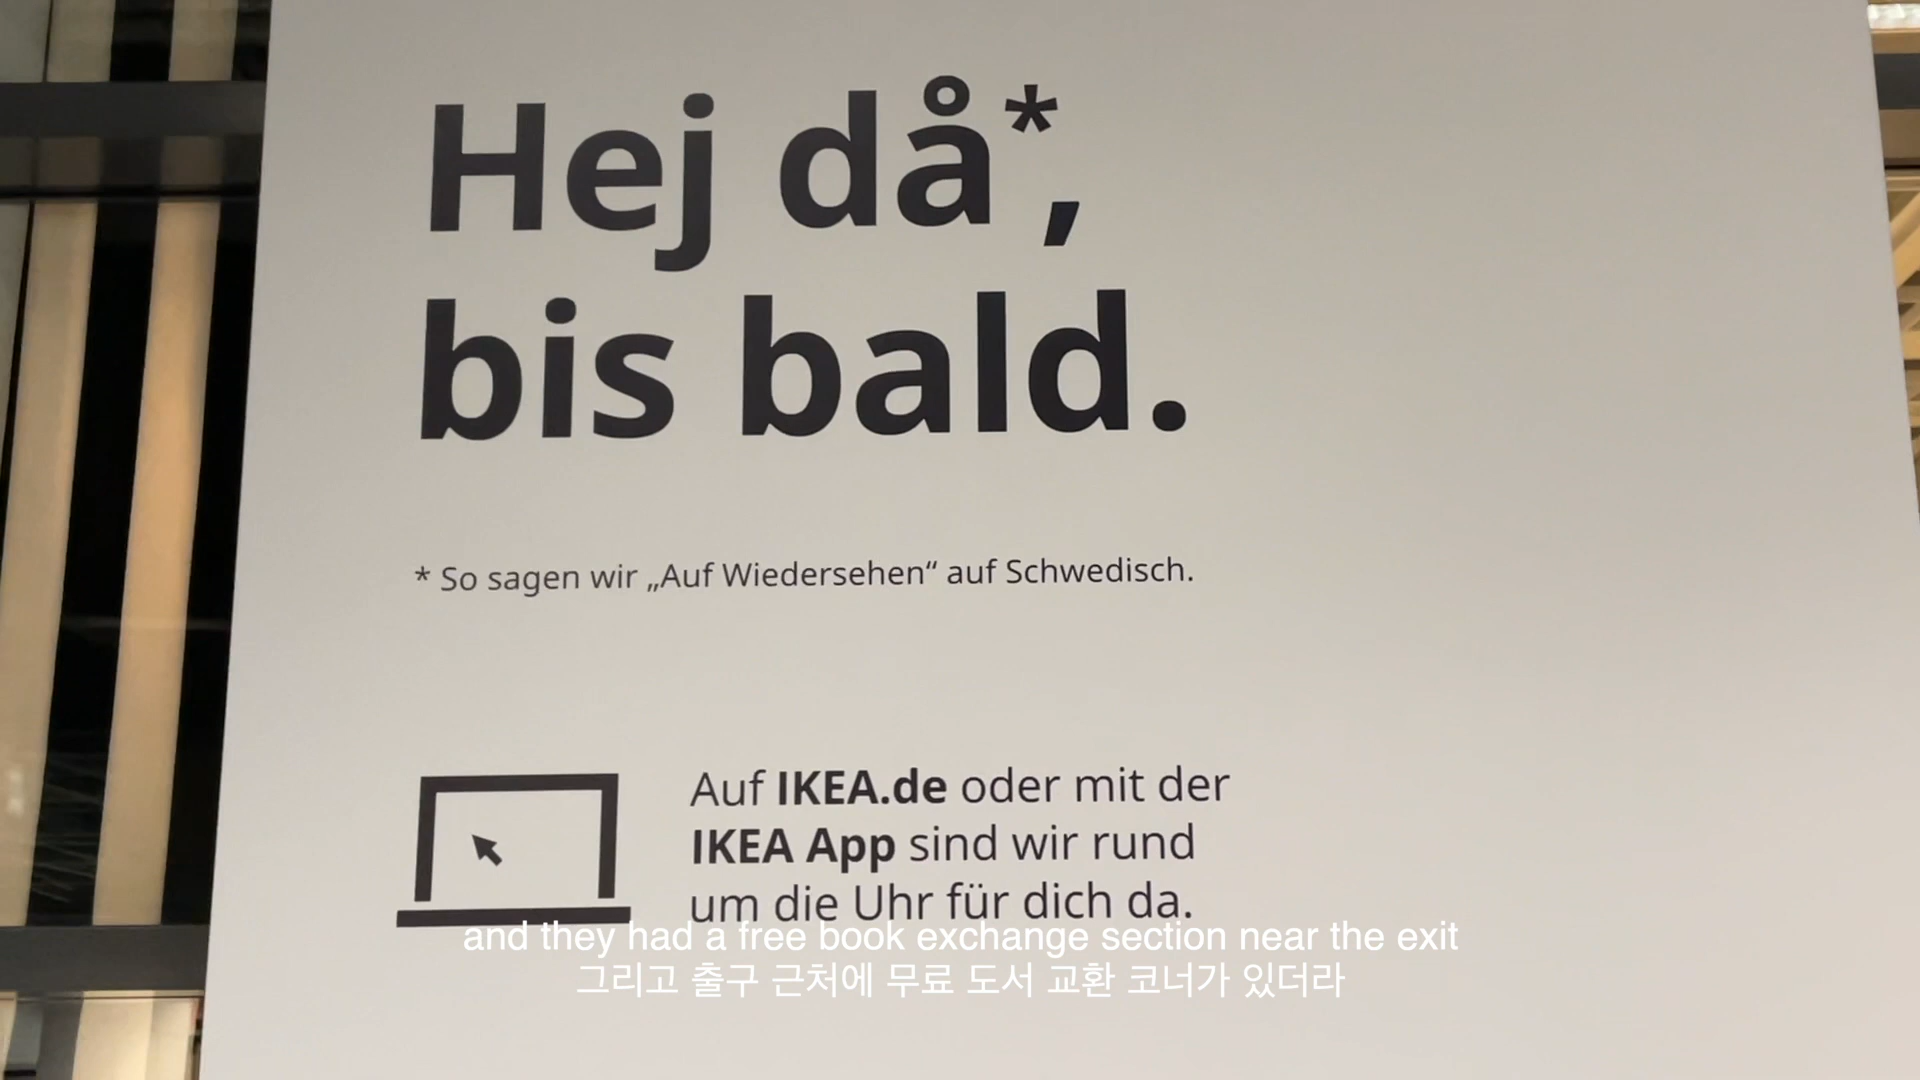 Hej då*,
bis bald.
* So sagen wir „Auf Wiedersehen“ auf Schwedisch.
Auf IKEA.de oder mit der
IKEA App sind wir rund
um die Uhr für dich da.
and they had a free book exchange section near the exit
그리고 출구 근처에 무료 도서 교환 코너가 있더라